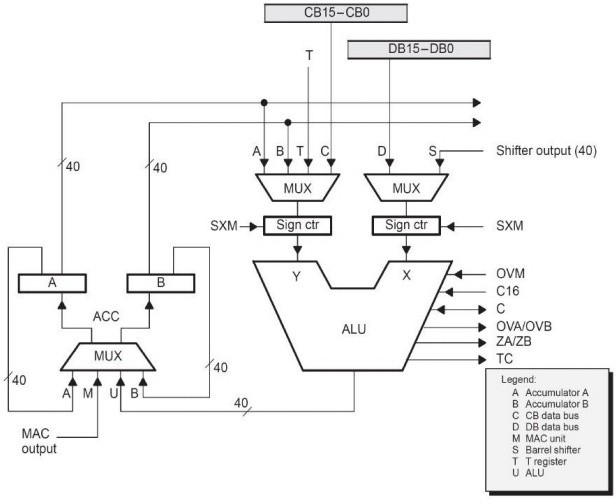 CB15–CB0
DB15–DB0
T
40
40
A B T C
D S
Shifter output (40)
MUX
MUX
SXM
Sign ctr
Sign ctr
SXM
A
B
Y
X
OVM
C16
C
OVA/OVB
ZA/ZB
TC
ACC
ALU
MUX
40
40
A M U B
40
MAC
output
Legend:
A Accumulator A
B Accumulator B
C CB data bus
D DB data bus
M MAC unit
S Barrel shifter
T T register
U ALU